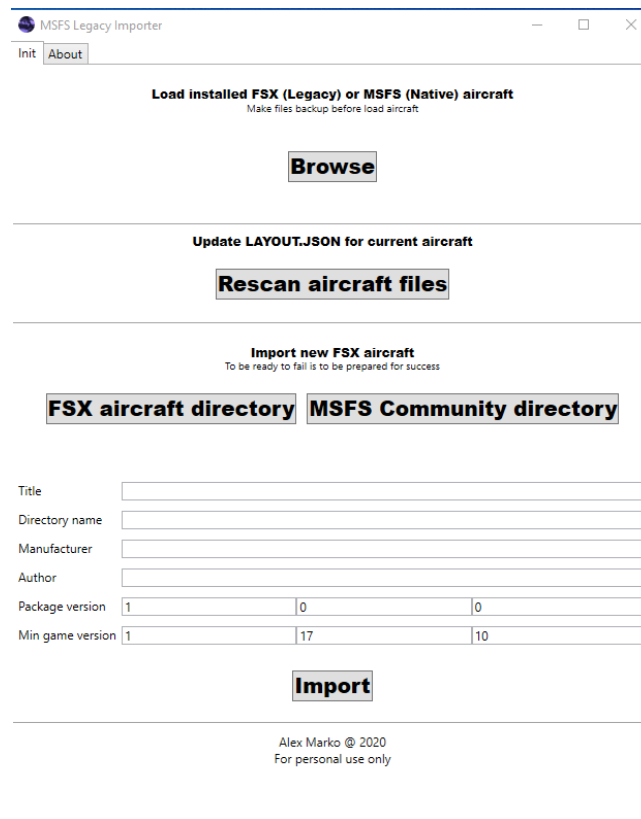 MSFS Legacy Importer
Init About
Load installed FSX (Legacy) or MSFS (Native) aircraft
Make files backup before load aircraft
Browse
Update LAYOUT.JSON for current aircraft
Rescan aircraft files
Import new FSX aircraft
To be ready to fail is to be prepared for success
FSX aircraft directory MSFS Community directory
Title
Directory name
Manufacturer
Author
Package version 1 0 0
Min game version 1 17 10
Import
Alex Marko @ 2020
For personal use only